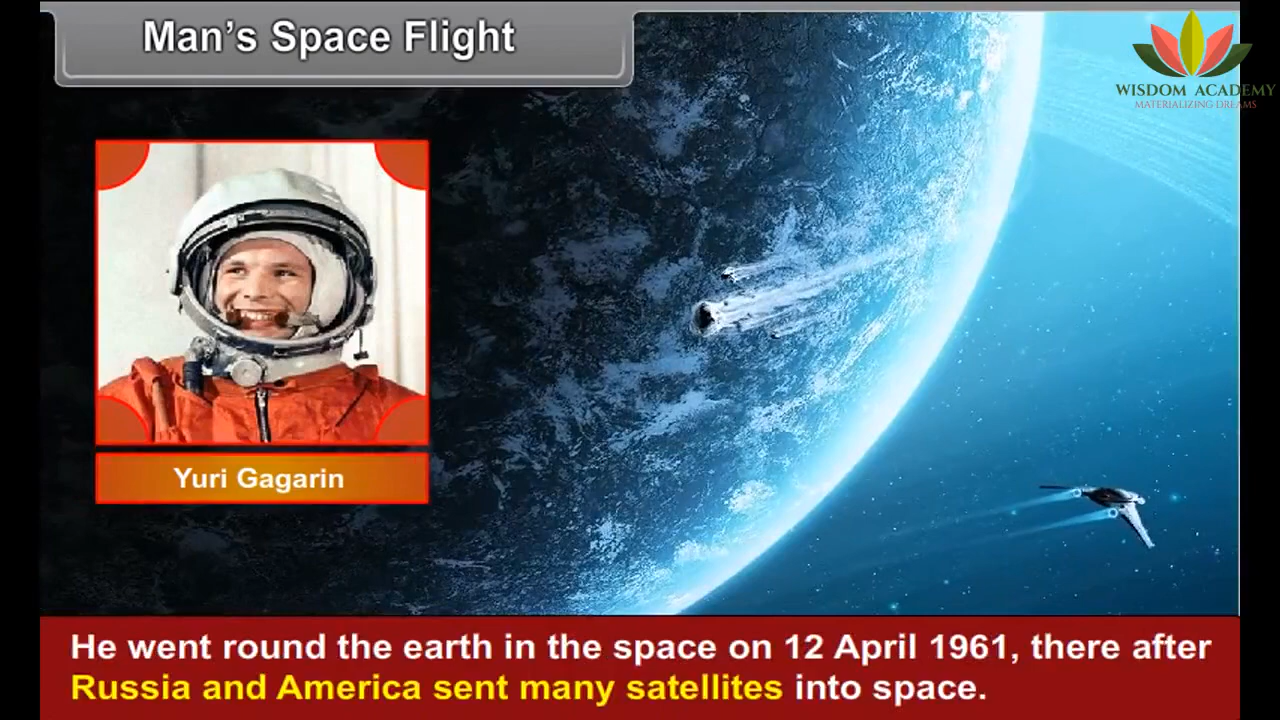 Man’s Space Flight
WISDOM ACADEMY
MATERIALIZING DREAMS
Yuri Gagarin
He went round the earth in the space on 12 April 1961, there after
Russia and America sent many satellites into space.